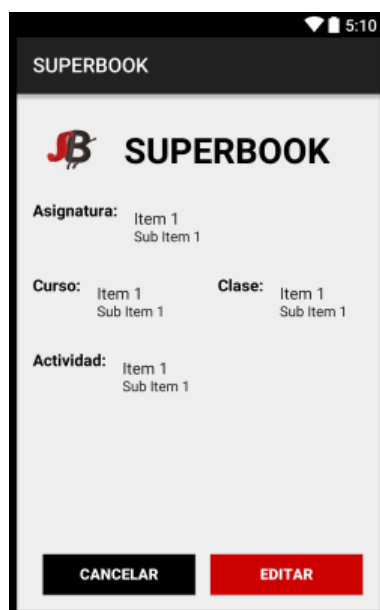 5:10
SUPERBOOK
SB SUPERBOOK
Asignatura: Item 1
Sub Item 1
Curso: Item 1 Clase: Item 1
Sub Item 1 Sub Item 1
Actividad: Item 1
Sub Item 1
CANCELAR EDITAR